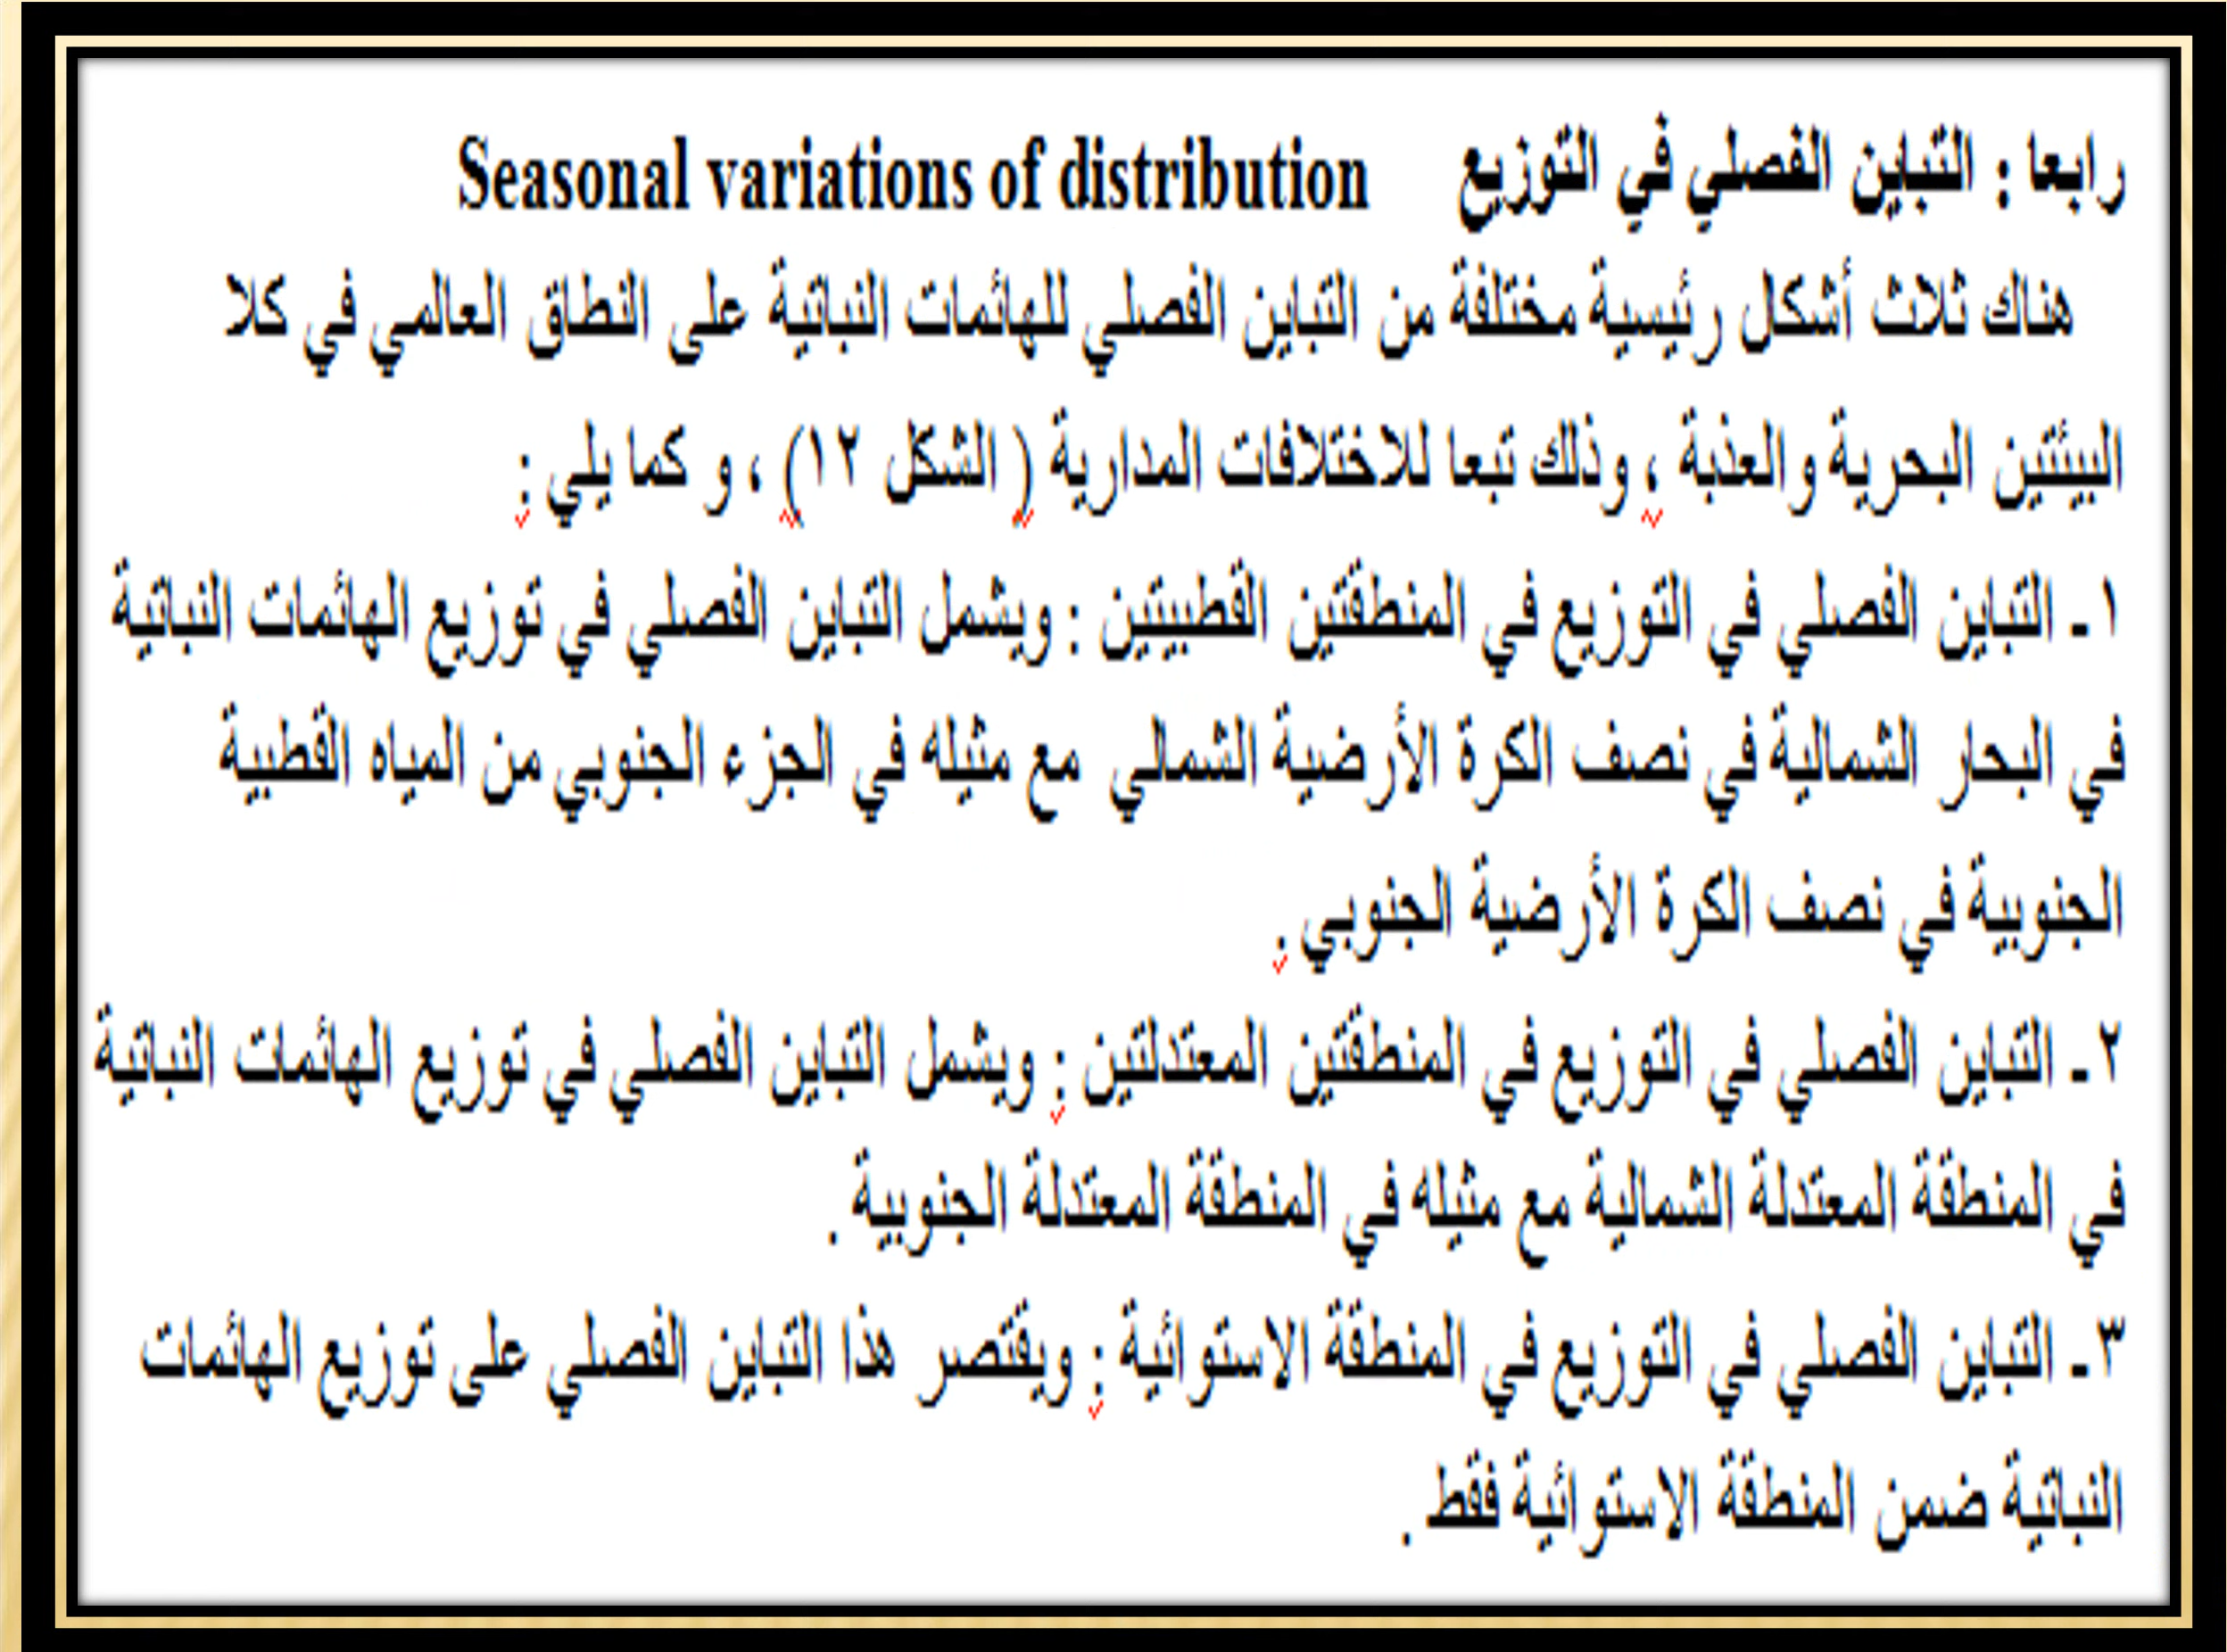 رابعا : التباين الفصلي في التوزيع Seasonal variations of distribution
هناك ثلاث أشكال رئيسية مختلفة من التباين الفصلي للهائمات النباتية على النطاق العالمي في كلا
البيئتين البحرية والعذبة ، وذلك تبعا للاختلافات المدارية ( الشكل ١٢) ، و كما يلي :
١ ـ التباين الفصلي في التوزيع في المنطقتين القطبيتين : ويشمل التباين الفصلي في توزيع الهائمات النباتية
في البحار الشمالية في نصف الكرة الأرضية الشمالي مع مثيله في الجزء الجنوبي من المياه القطبية
الجنوبية في نصف الكرة الأرضية الجنوبي .
٢ ـ التباين الفصلي في التوزيع في المنطقتين المعتدلتين : ويشمل التباين الفصلي في توزيع الهائمات النباتية
في المنطقة المعتدلة الشمالية مع مثيله في المنطقة المعتدلة الجنوبية .
٣ ـ التباين الفصلي في التوزيع في المنطقة الاستوائية : ويقتصر هذا التباين الفصلي على توزيع الهائمات
النباتية ضمن المنطقة الاستوائية فقط .